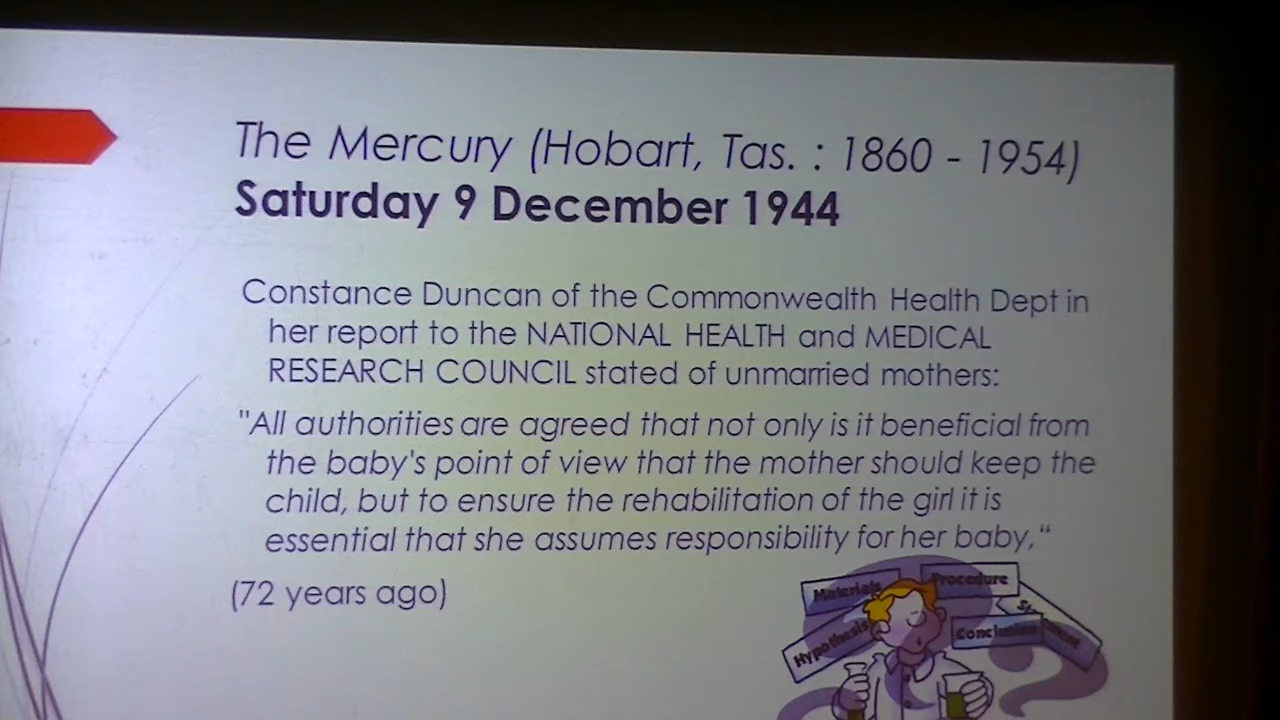 The Mercury (Hobart, Tas. : 1860 - 1954)
Saturday 9 December 1944
Constance Duncan of the Commonwealth Health Dept in
her report to the NATIONAL HEALTH and MEDICAL
RESEARCH COUNCIL stated of unmarried mothers:
"All authorities are agreed that not only is it beneficial from
the baby's point of view that the mother should keep the
child, but to ensure the rehabilitation of the girl it is
essential that she assumes responsibility for her baby,"
(72 years ago)
Materials
Procedure
Hypothesis
Conclusion